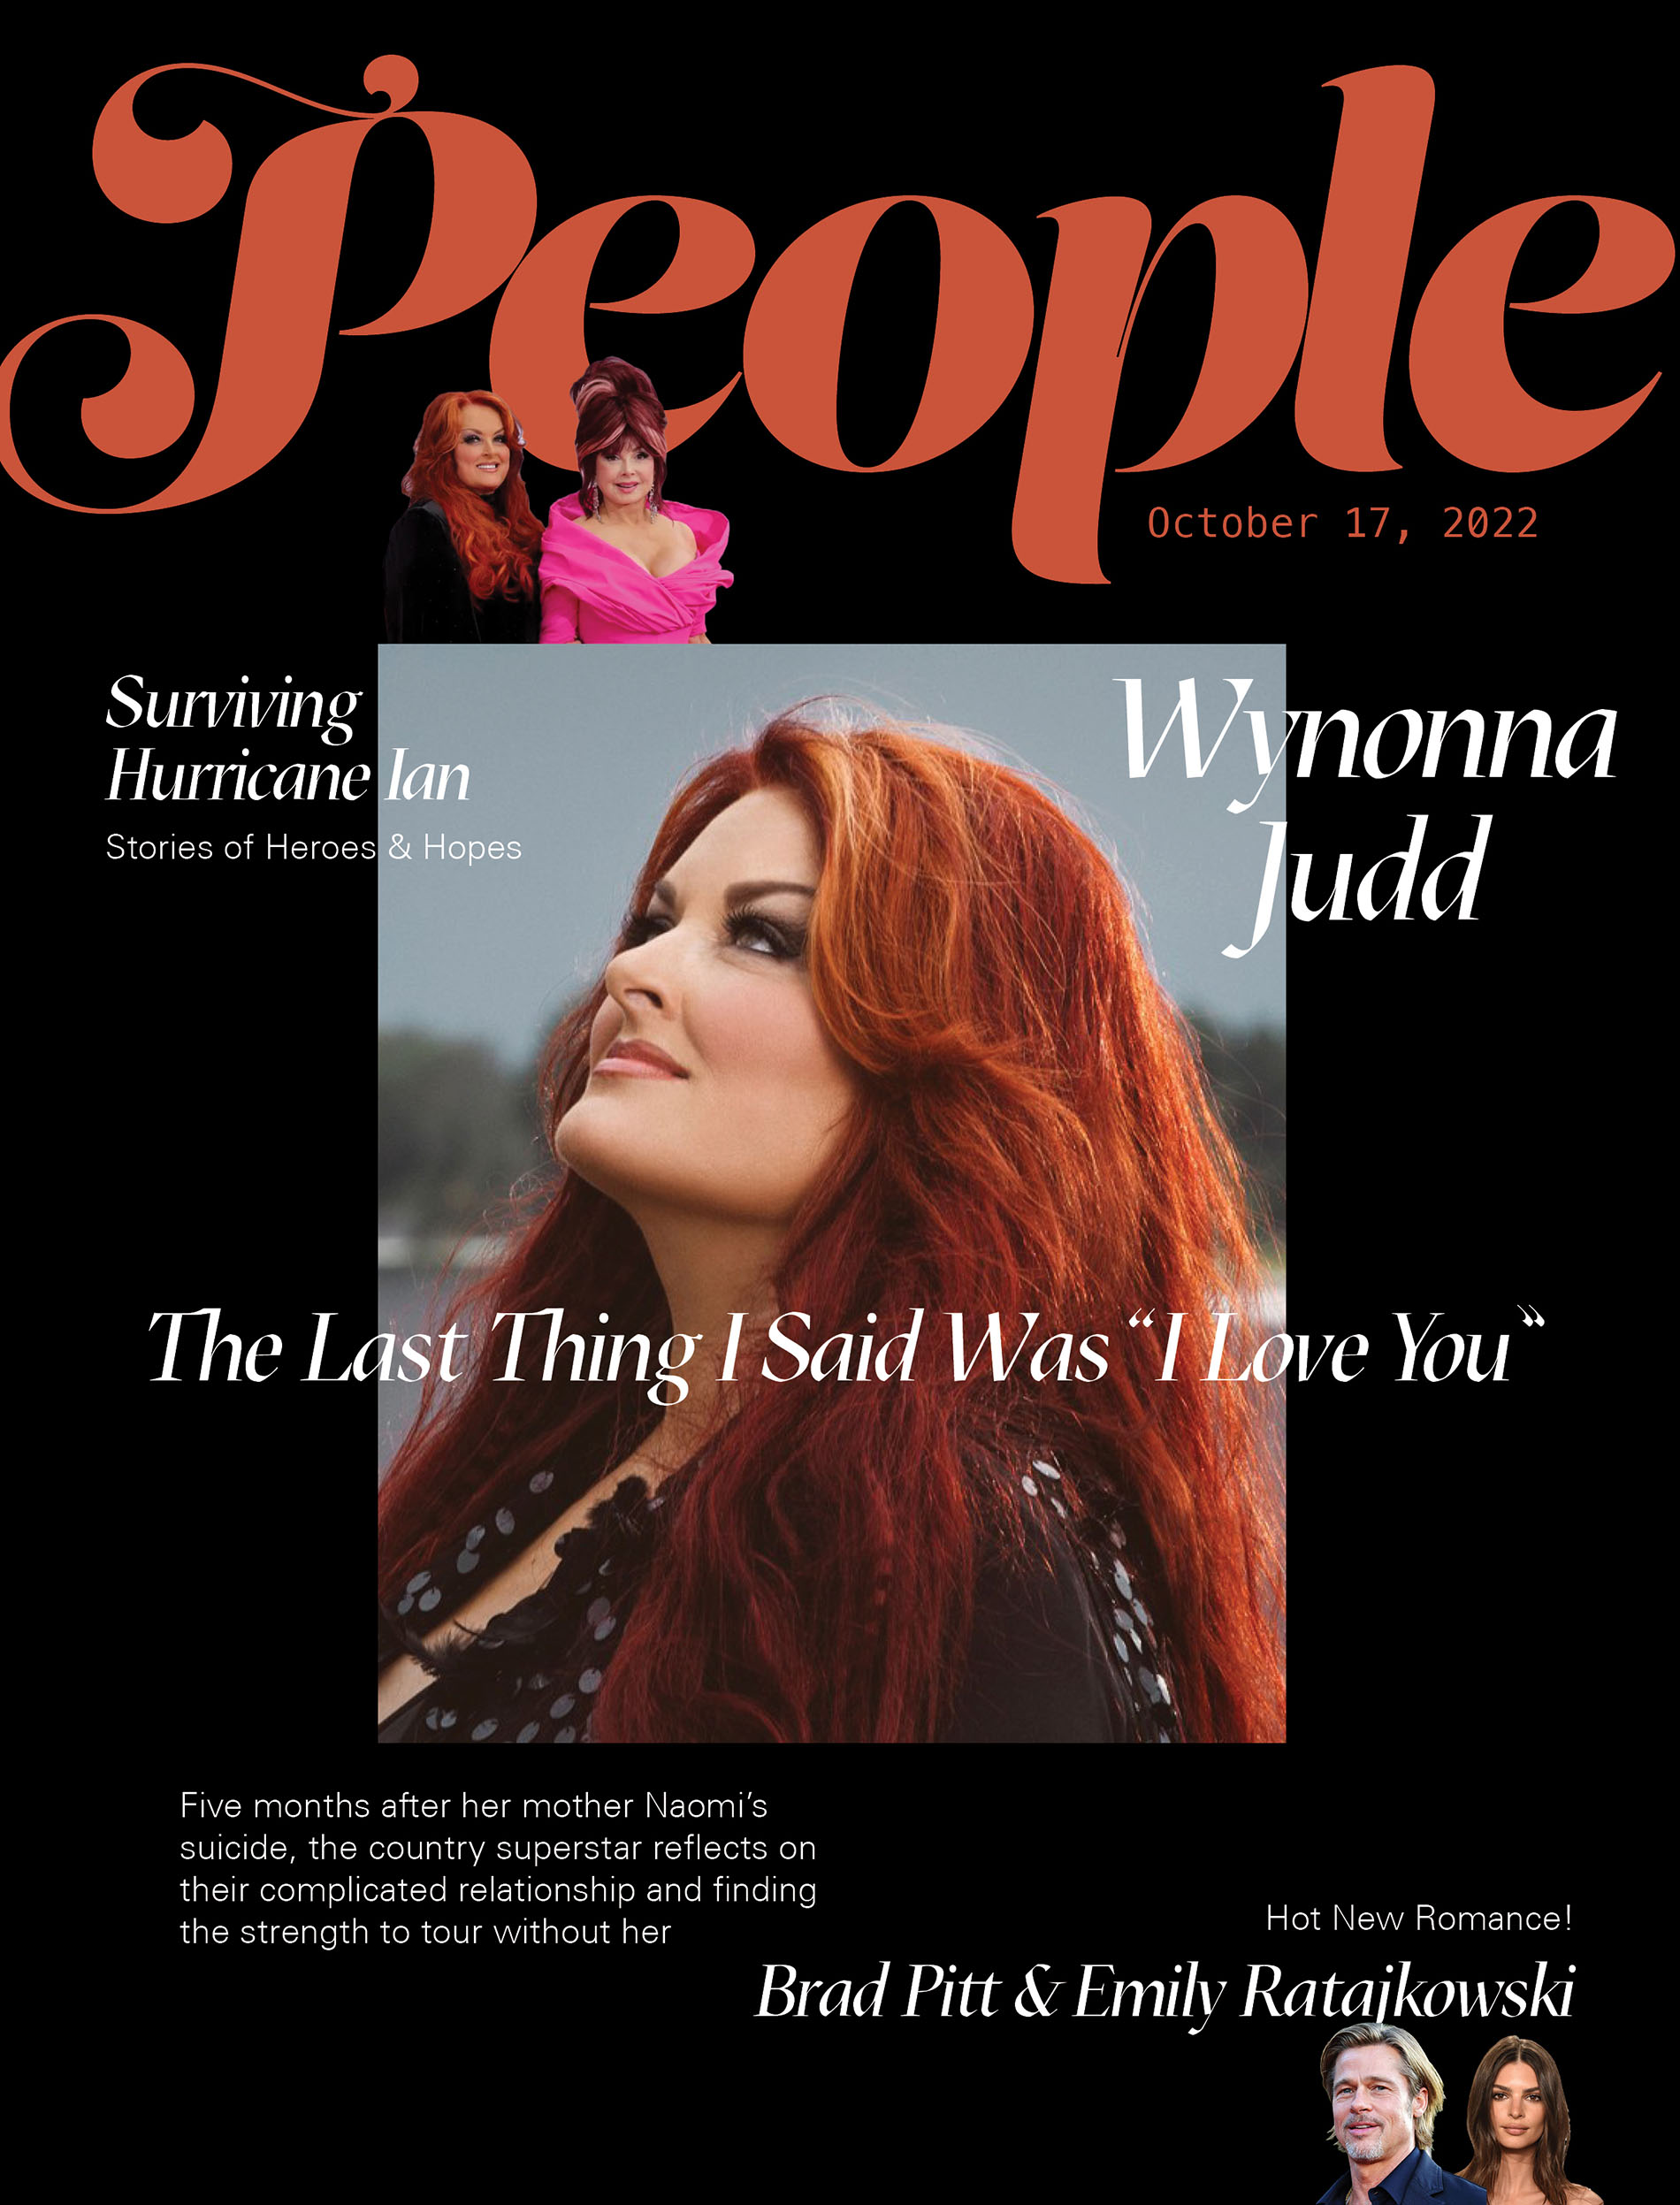 People
October 17, 2022
Surviving
Hurricane Ian
Stories of Heroes & Hopes
Wynonna
Judd
The Last Thing I Said Was “I Love You”
Five months after her mother Naomi’s
suicide, the country superstar reflects on
their complicated relationship and finding
the strength to tour without her
Hot New Romance!
Brad Pitt & Emily Ratajkowski